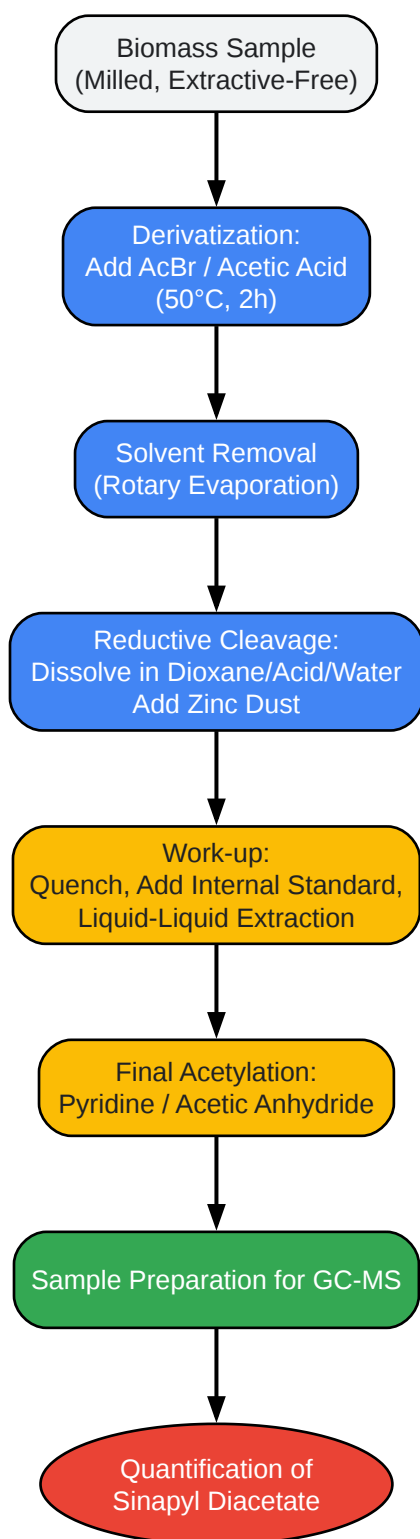 Biomass Sample
(Milled, Extractive-Free)
Derivatization:
Add AcBr / Acetic Acid
(50°C, 2h)
Solvent Removal
(Rotary Evaporation)
Reductive Cleavage:
Dissolve in Dioxane/Acid/Water
Add Zinc Dust
Work-up:
Quench, Add Internal Standard,
Liquid-Liquid Extraction
Final Acetylation:
Pyridine / Acetic Anhydride
Sample Preparation for GC-MS
Quantification of
Sinapyl Diacetate